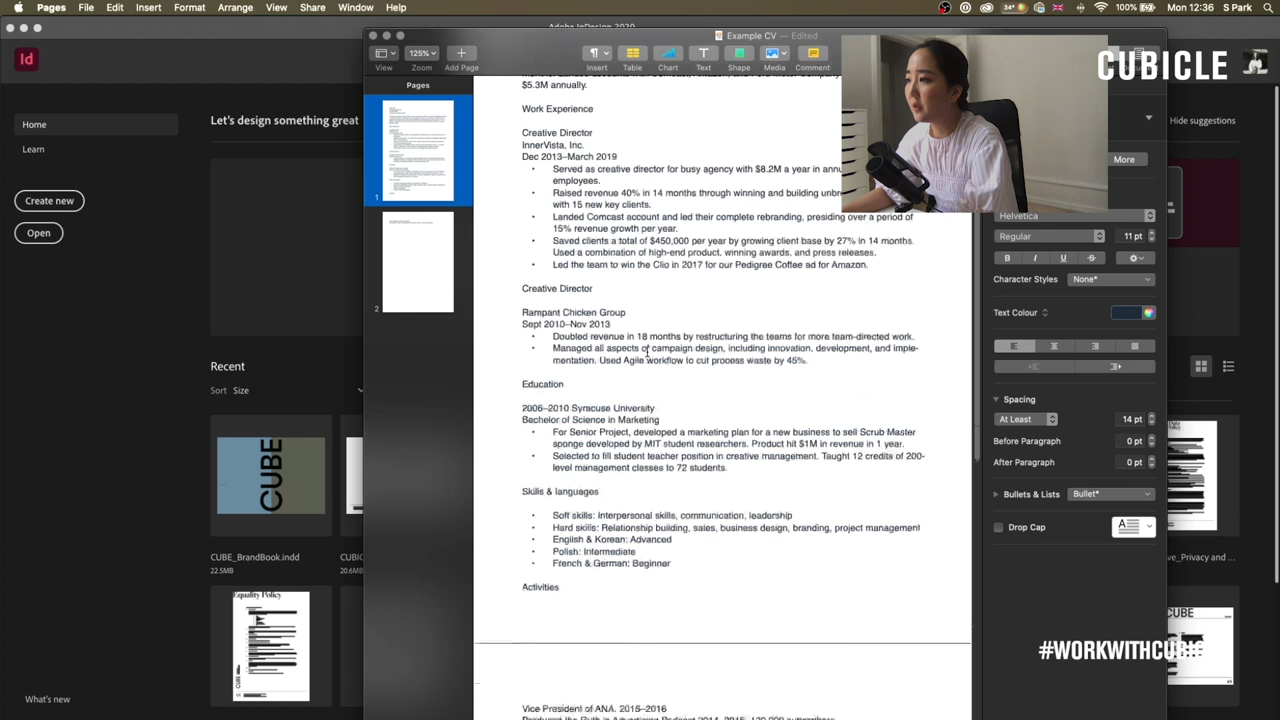 Pages File Edit Insert Format Arrange View Share Window Help
34° Mon 12:36 S Park
Adobe InDesign 2020
Example CV — Edited
CUBICLE
Id
125%
View Zoom Add Page
Insert Table Chart Text Shape Media Comment
Pages
Home
Learn
Let's design something great
Hide suggestions
Create new
Open
More
1
2
$5.3M annually.
Work Experience
Creative Director
InnerVista, Inc.
Dec 2013–March 2019
• Served as creative director for busy agency with $8.2M a year in
employees.
• Raised revenue 40% in 14 months through winning and building
with 15 new key clients.
• Landed Comcast account and led their complete rebranding, presiding over a period of
15% revenue growth per year.
• Saved clients a total of $450,000 per year by growing client base by 27% in 14 months.
Used a combination of high-end product, winning awards, and press releases.
• Led the team to win the Clio in 2017 for our Pedigree Coffee ad for Amazon.
Creative Director
Rampant Chicken Group
Sept 2010–Nov 2013
• Doubled revenue in 18 months by restructuring the teams for more team-directed work.
• Managed all aspects of campaign design, including innovation, development, and imple-
mentation. Used Agile workflow to cut process waste by 45%.
Education
2006–2010 Syracuse University
Bechelor of Science in Marketing
• For Senior Project, developed a marketing plan for a new business to sell Scrub Master
sponge developed by MIT student researchers. Product hit $1M in revenue in 1 year.
• Selected to fill student teacher position in creative management. Taught 12 credits of 200-
level management classes to 72 students.
Skills & languages
• Soft skills: Interpersonal skills, communication, leadership
• Hard skills: Relationship building, sales, business design, branding, project management
• English & Korean: Advanced
• Polish: Intermediate
• French & German: Beginner
Activities
Vice President of ANA, 2015–2016
Helvetica
Regular 11 pt
B I U S
Character Styles None*
Text Colour
Spacing
At Least 14 pt
Before Paragraph 0 pt
After Paragraph 0 pt
Bullets & Lists Bullet*
Drop Cap
Recent
Sort Size
CUBE
CUBE_BrandBook.indd
22.5MB
CUBIC
20.6MB
Equality Policy
CUBE
e_Privacy and ...
CUBE
What's new
#WORKWITHCUBIC